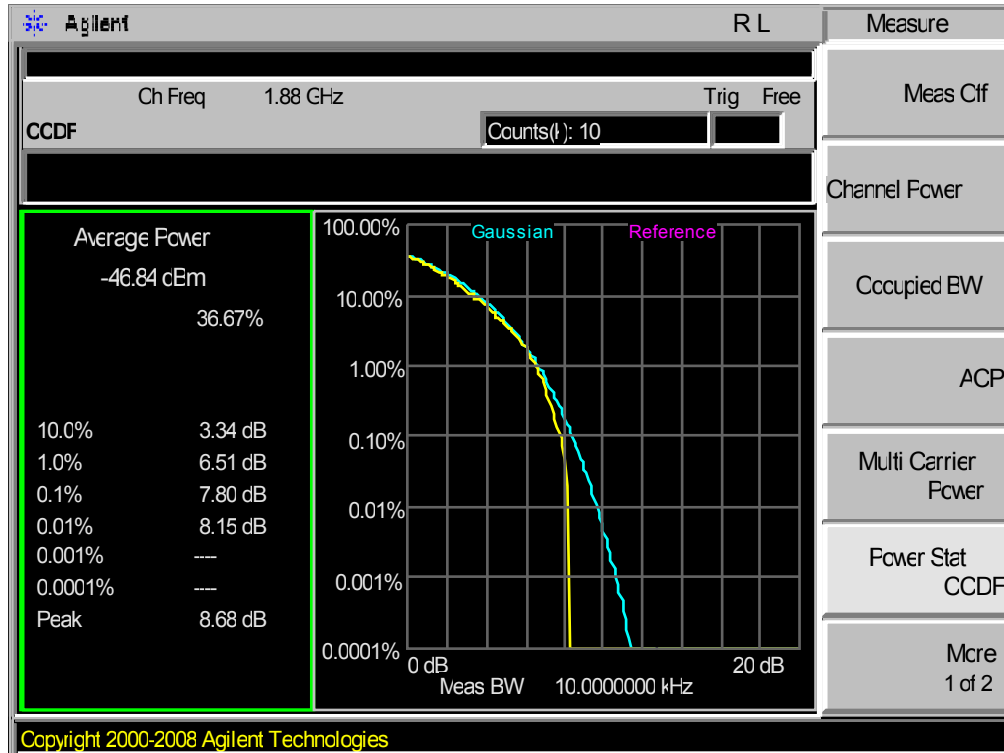 Agilent
R L
Measure
Ch Freq 1.88 GHz
Trig Free
CCDF
Counts(k): 10
Meas Off
Channel Power
Occupied BW
ACP
Multi Carrier
Power
Power Stat
CCDF
More
1 of 2
Average Power
-46.84 dBm
36.67%
10.0% 3.34 dB
1.0% 6.51 dB
0.1% 7.80 dB
0.01% 8.15 dB
0.001% ----
0.0001% ----
Peak 8.68 dB
Gaussian
Reference
100.00%
10.00%
1.00%
0.10%
0.01%
0.001%
0.0001%
0 dB
20 dB
Meas BW 10.0000000 kHz
Copyright 2000-2008 Agilent Technologies